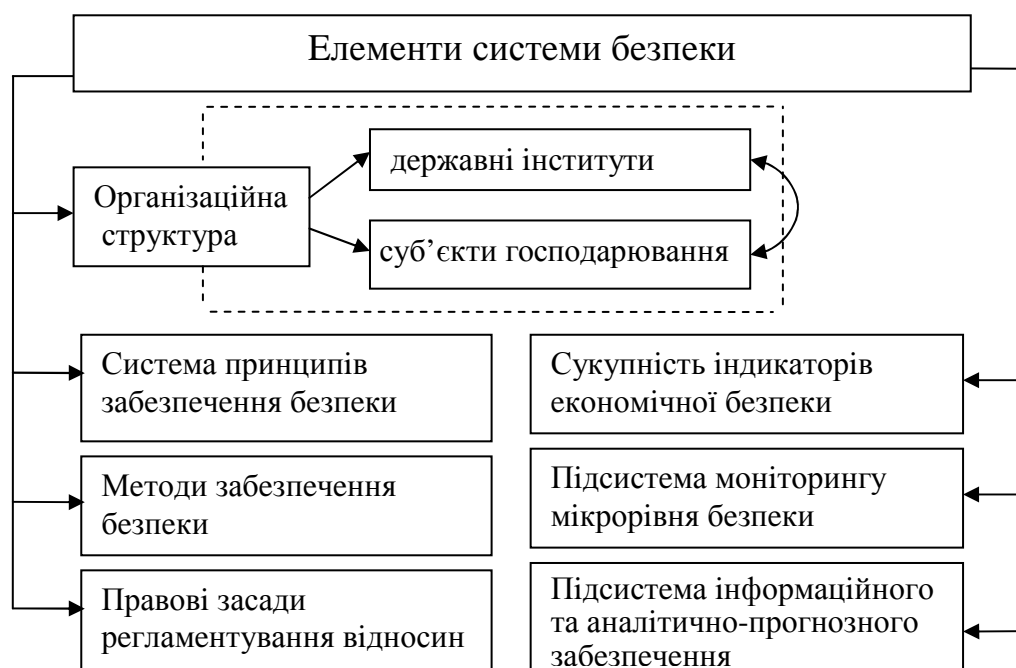 Елементи системи безпеки
державні інститути
Організаційна
структура
суб’єкти господарювання
Система принципів
забезпечення безпеки
Сукупність індикаторів
економічної безпеки
Методи забезпечення
безпеки
Підсистема моніторингу
мікрорівня безпеки
Правові засади
регламентування відносин
Підсистема інформаційного
та аналітично-прогнозного
забезпечення